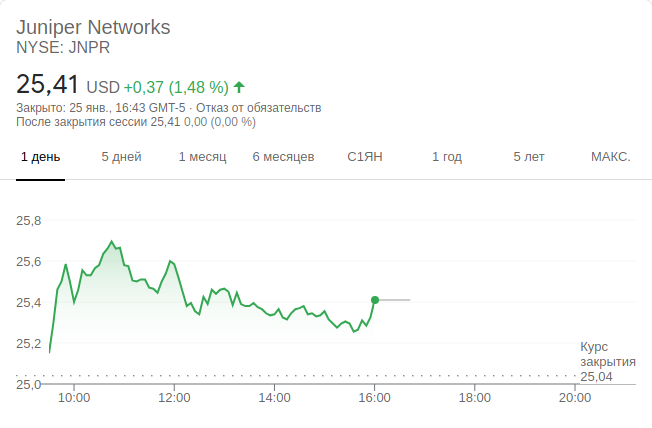 Juniper Networks
NYSE: JNPR
25,41 USD +0,37 (1,48 %)
Закрыто: 25 янв., 16:43 GMT-5 · Отказ от обязательств
После закрытия сессии 25,41 0,00 (0,00 %)
1 день 5 дней 1 месяц 6 месяцев С1ЯН 1 год 5 лет МАКС.
25,8
25,6
25,4
25,2
25,0
Курс
закрытия
25,04
10:00 12:00 14:00 16:00 18:00 20:00